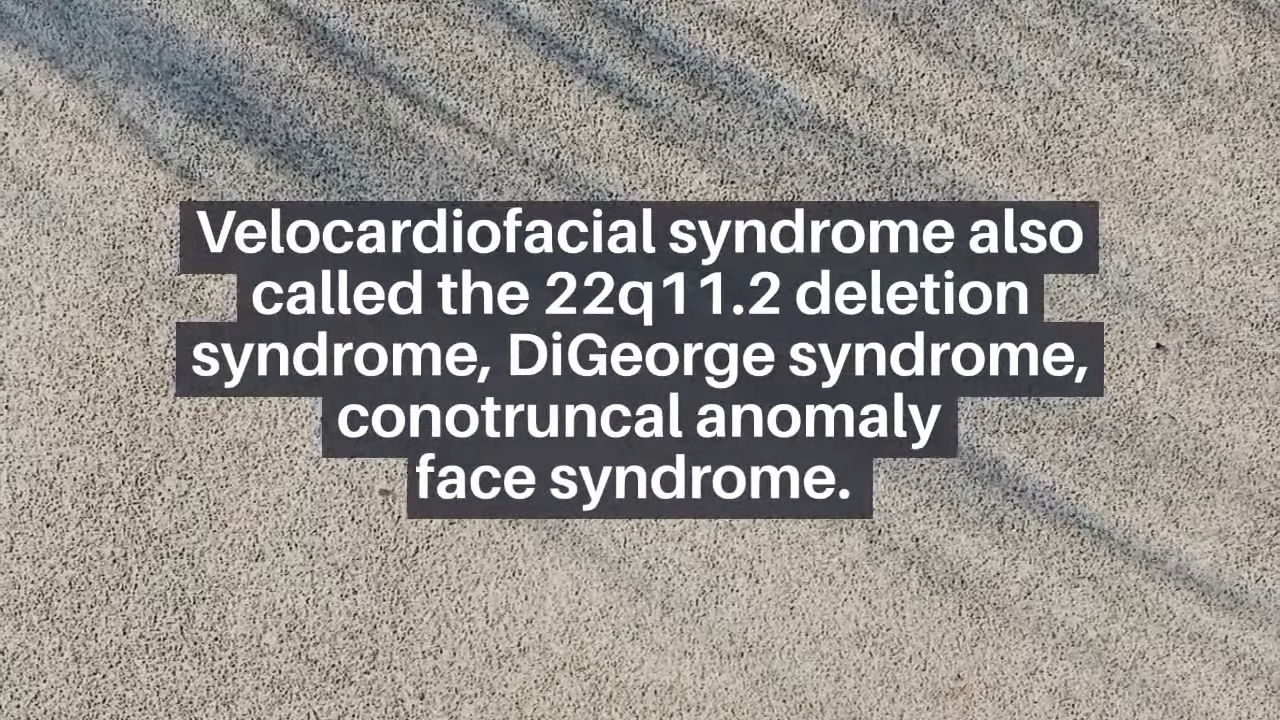 Velocardiofacial syndrome also
called the 22q11.2 deletion
syndrome, DiGeorge syndrome,
conotruncal anomaly
face syndrome.